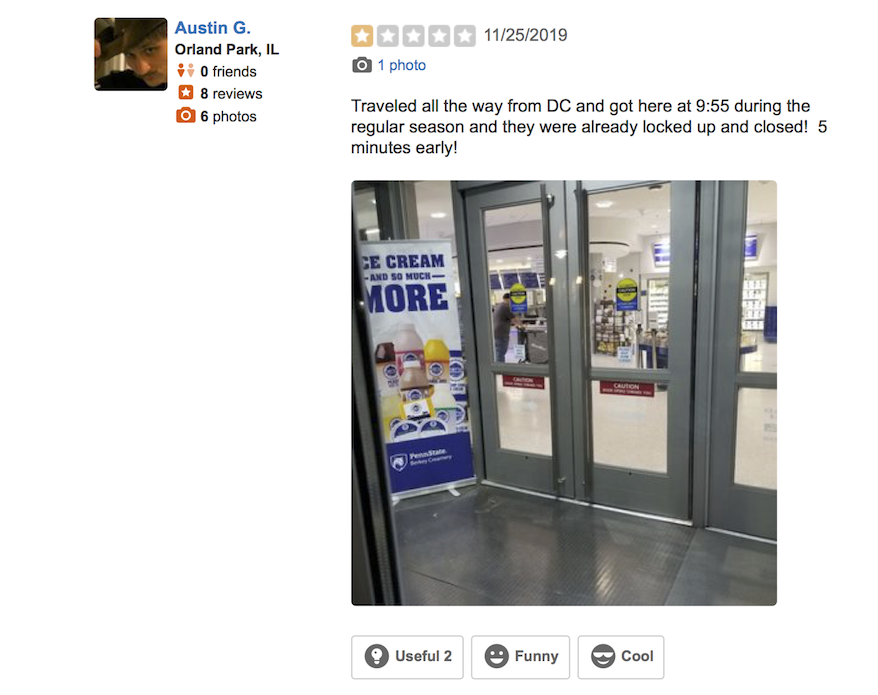 Austin G.
Orland Park, IL
0 friends
8 reviews
6 photos
11/25/2019
1 photo
Traveled all the way from DC and got here at 9:55 during the
regular season and they were already locked up and closed!  5
minutes early!
CE CREAM
AND SO MUCH
MORE
PennState
Berkey Creamery
CAUTION
CAUTION
CAUTION
CAUTION
Useful 2
Funny
Cool